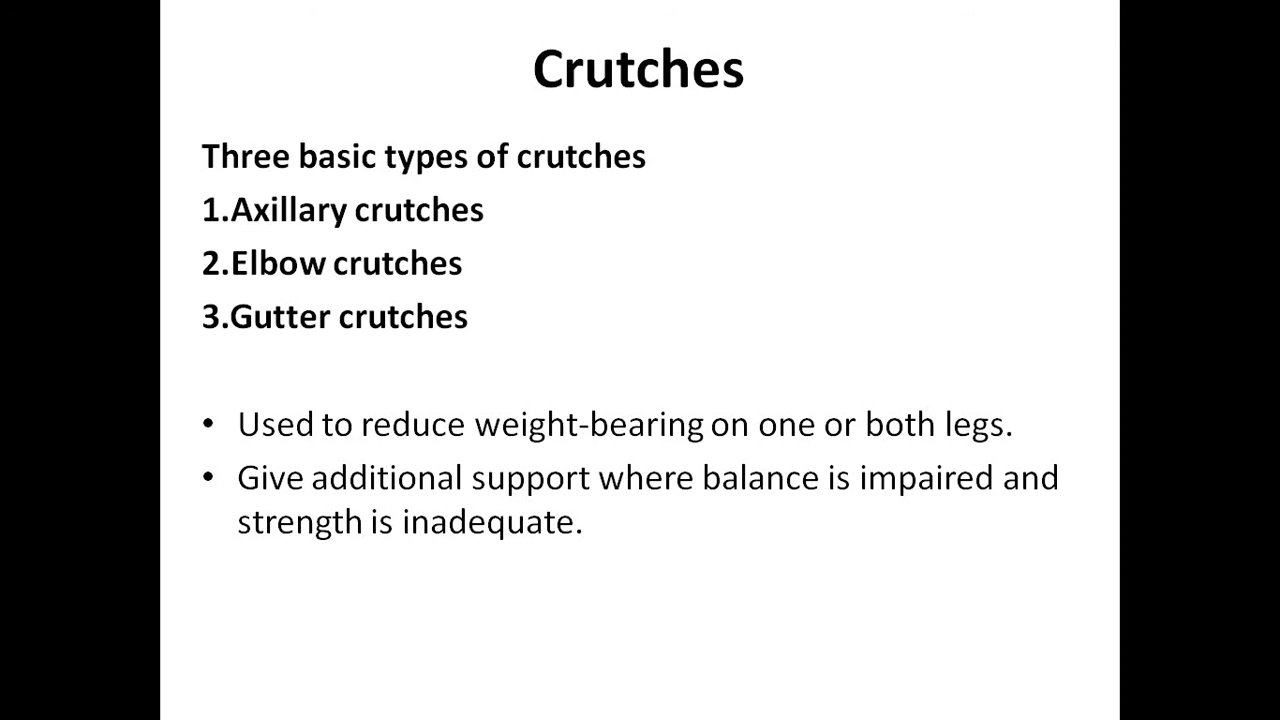 Crutches
Three basic types of crutches
1.Axillary crutches
2.Elbow crutches
3.Gutter crutches
• Used to reduce weight-bearing on one or both legs.
• Give additional support where balance is impaired and
strength is inadequate.